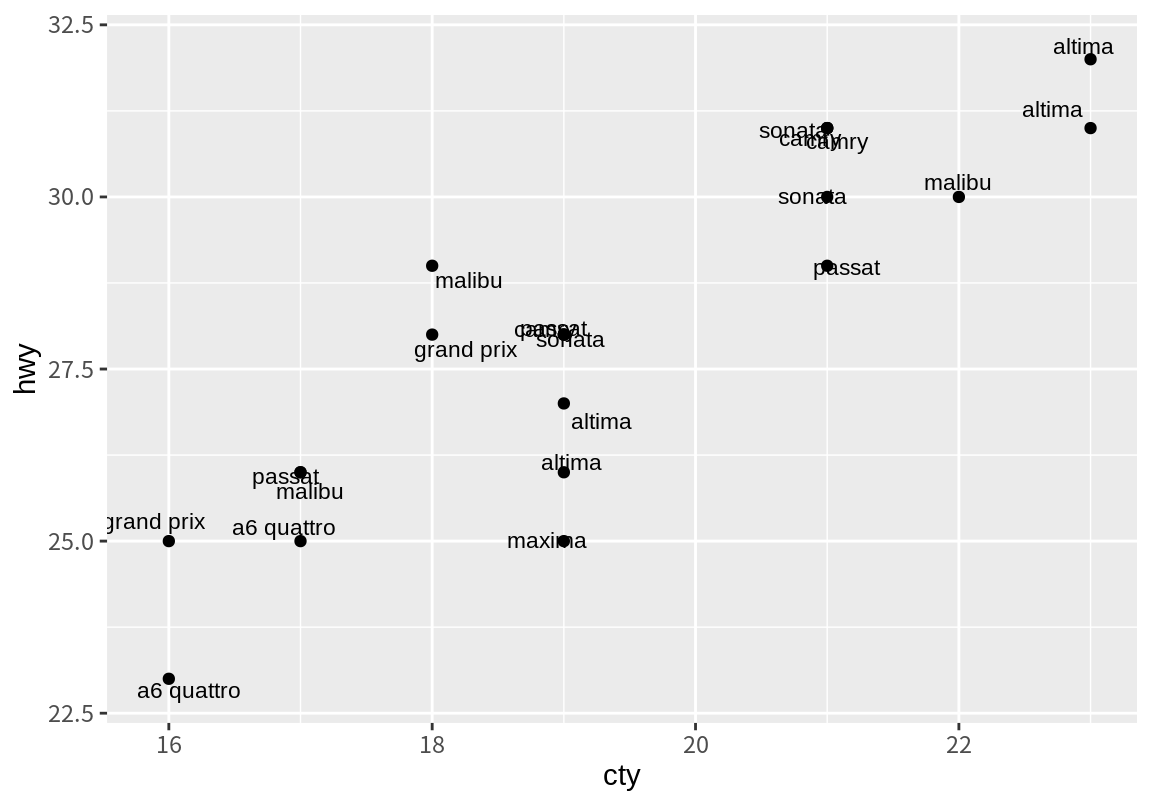 32.5
altima
altima
sonata
camry
camry
30.0
malibu
sonata
passat
malibu
passat
camry
sonata
grand prix
27.5
altima
altima
passat
malibu
grand prix
a6 quattro
25.0
maxima
a6 quattro
22.5
16
18
20
22
cty
hwy